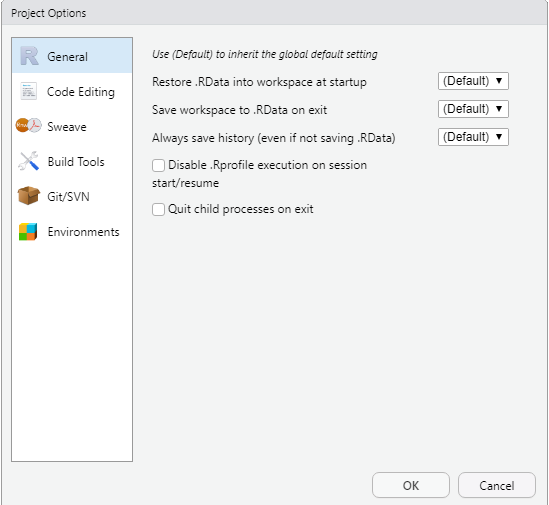 Project Options
General
Code Editing
Sweave
Build Tools
Git/SVN
Environments
Use (Default) to inherit the global default setting
Restore .RData into workspace at startup (Default)
Save workspace to .RData on exit (Default)
Always save history (even if not saving .RData) (Default)
Disable .Rprofile execution on session
start/resume
Quit child processes on exit
OK Cancel